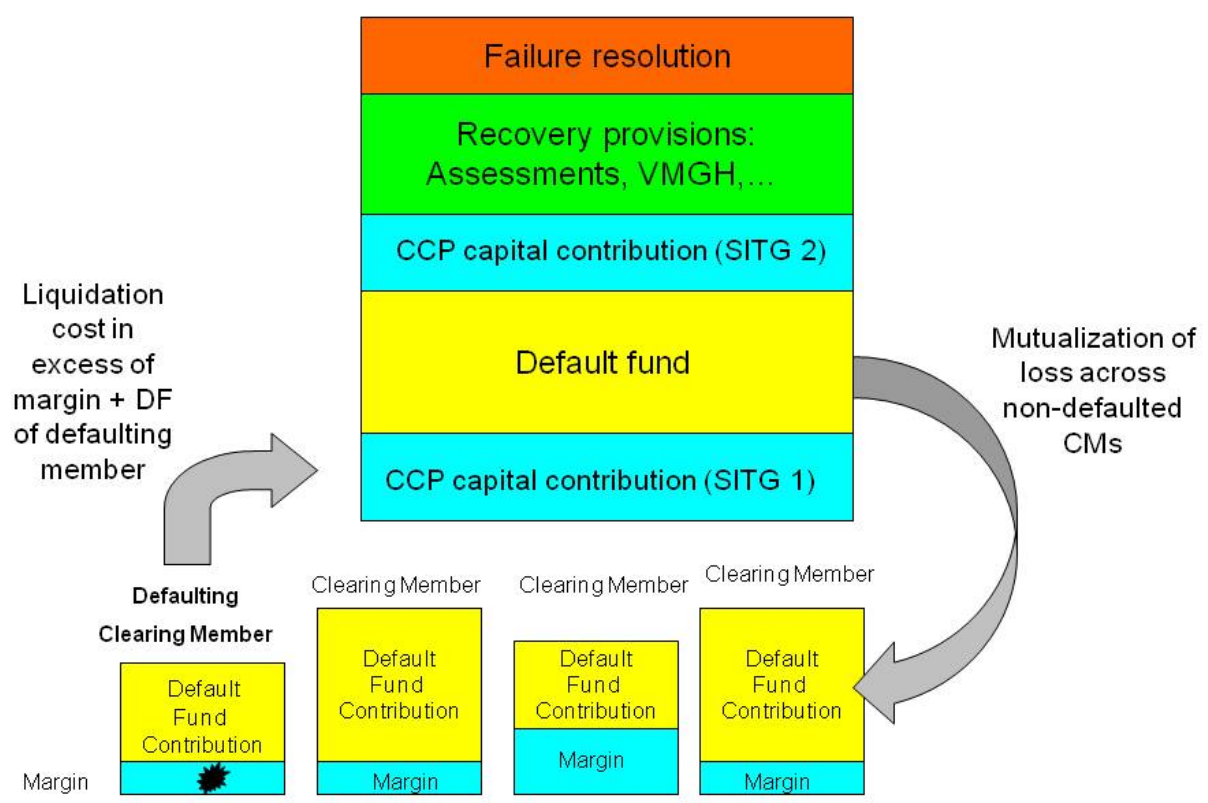 Failure resolution
Recovery provisions:
Assessments, VMGH,...
CCP capital contribution (SITG 2)
Default fund
CCP capital contribution (SITG 1)
Liquidation
cost in
excess of
margin + DF
of defaulting
member
Mutualization of
loss across
non-defaulted
CMs
Defaulting
Clearing Member
Default
Fund
Contribution
Margin
Clearing Member
Default
Fund
Contribution
Margin
Clearing Member
Default
Fund
Contribution
Margin
Clearing Member
Default
Fund
Contribution
Margin